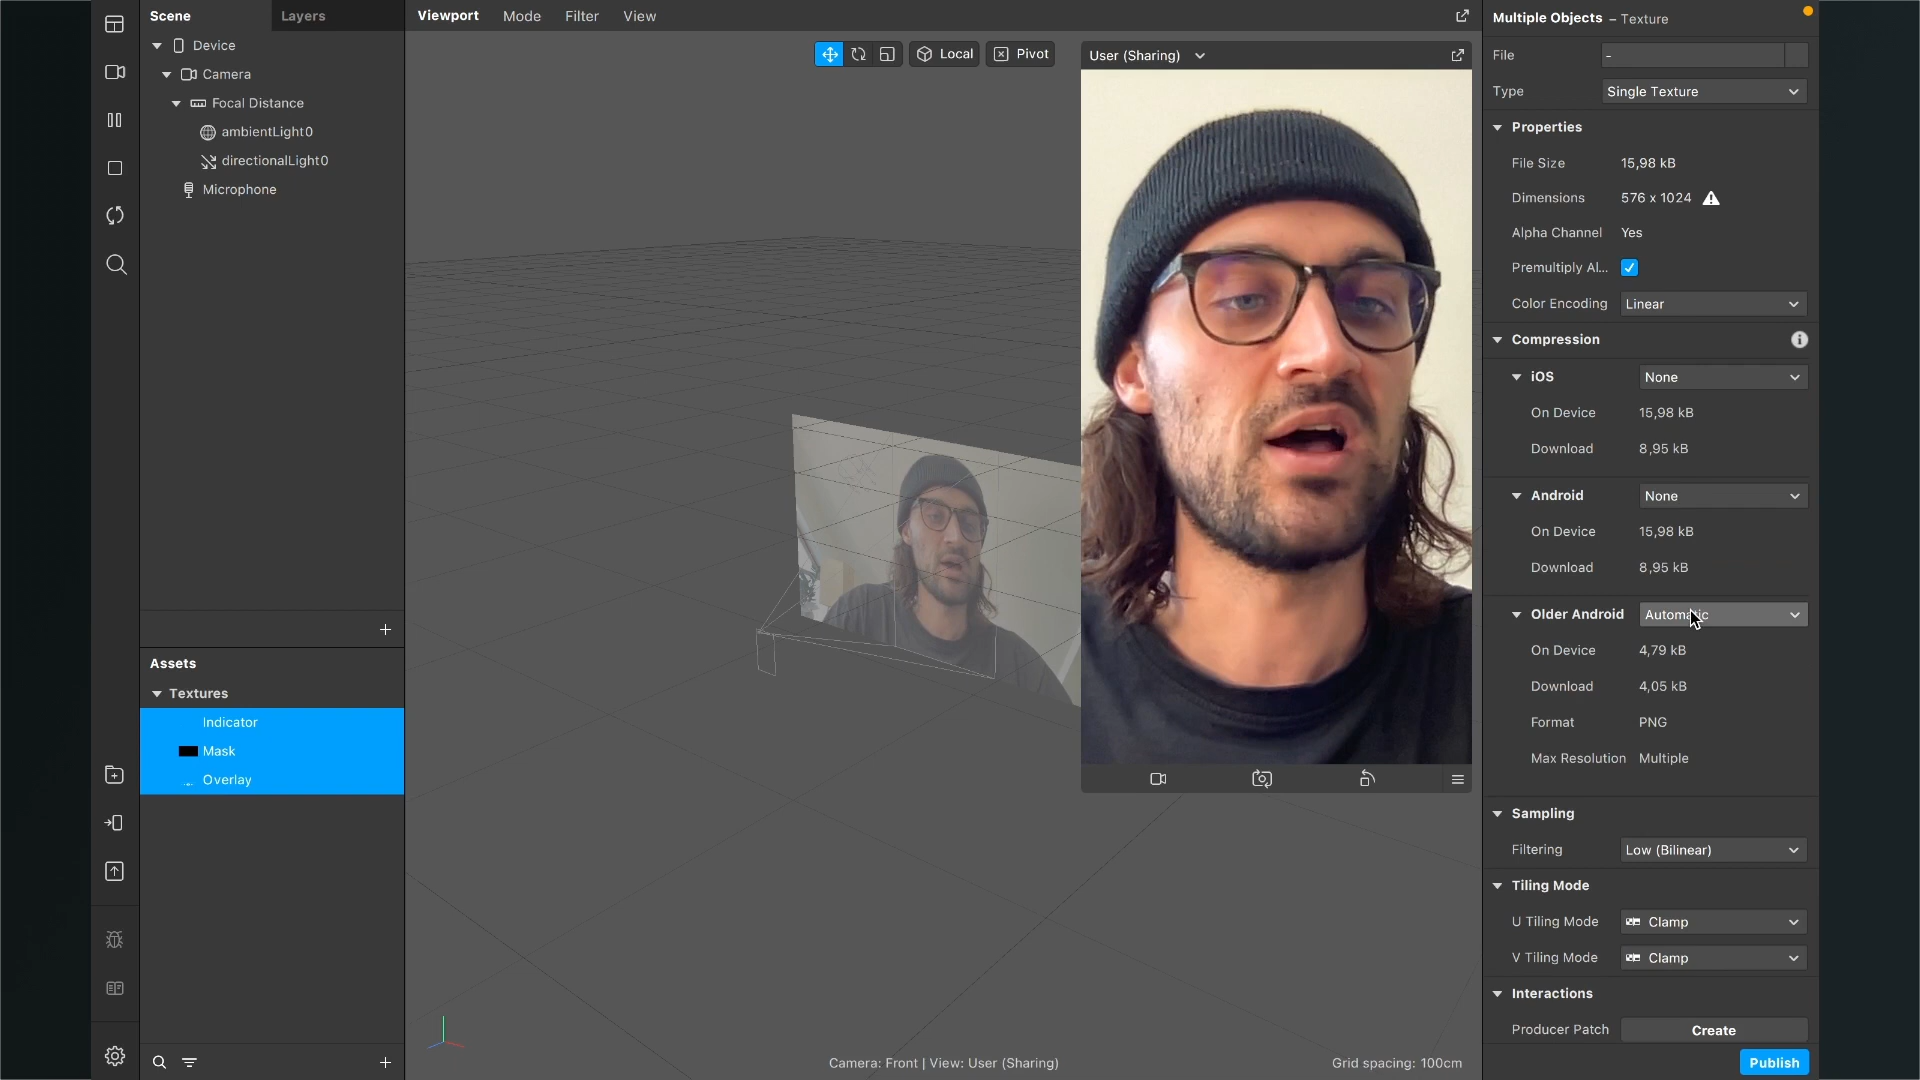 Scene
Layers
Device
Camera
Focal Distance
ambientLight0
directionalLight0
Microphone
Assets
Textures
Indicator
Mask
Overlay
Viewport
Mode
Filter
View
Local
Pivot
User (Sharing)
Camera: Front | View: User (Sharing)
Grid spacing: 100cm
Multiple Objects – Texture
File -
Type Single Texture
Properties
File Size 15,98 kB
Dimensions 576 x 1024
Alpha Channel Yes
Premultiply Al...
Color Encoding Linear
Compression
iOS None
On Device 15,98 kB
Download 8,95 kB
Android None
On Device 15,98 kB
Download 8,95 kB
Older Android Automatic
On Device 4,79 kB
Download 4,05 kB
Format PNG
Max Resolution Multiple
Sampling
Filtering Low (Bilinear)
Tiling Mode
U Tiling Mode Clamp
V Tiling Mode Clamp
Interactions
Producer Patch Create
Publish